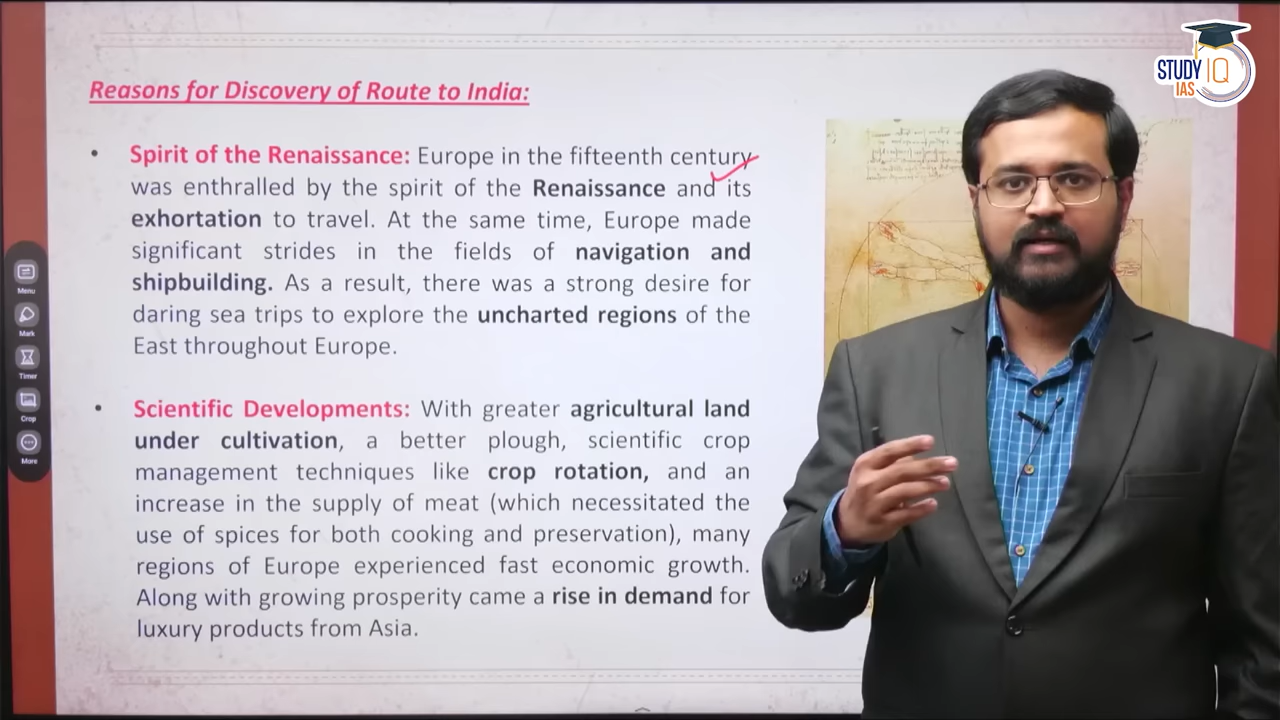 STUDY IQ
IAS
Reasons for Discovery of Route to India:
• Spirit of the Renaissance: Europe in the fifteenth century
was enthralled by the spirit of the Renaissance and its
exhortation to travel. At the same time, Europe made
significant strides in the fields of navigation and
shipbuilding. As a result, there was a strong desire for
daring sea trips to explore the uncharted regions of the
East throughout Europe.
• Scientific Developments: With greater agricultural land
under cultivation, a better plough, scientific crop
management techniques like crop rotation, and an
increase in the supply of meat (which necessitated the
use of spices for both cooking and preservation), many
regions of Europe experienced fast economic growth.
Along with growing prosperity came a rise in demand for
luxury products from Asia.
Menu
Mark
Timer
Crop
More